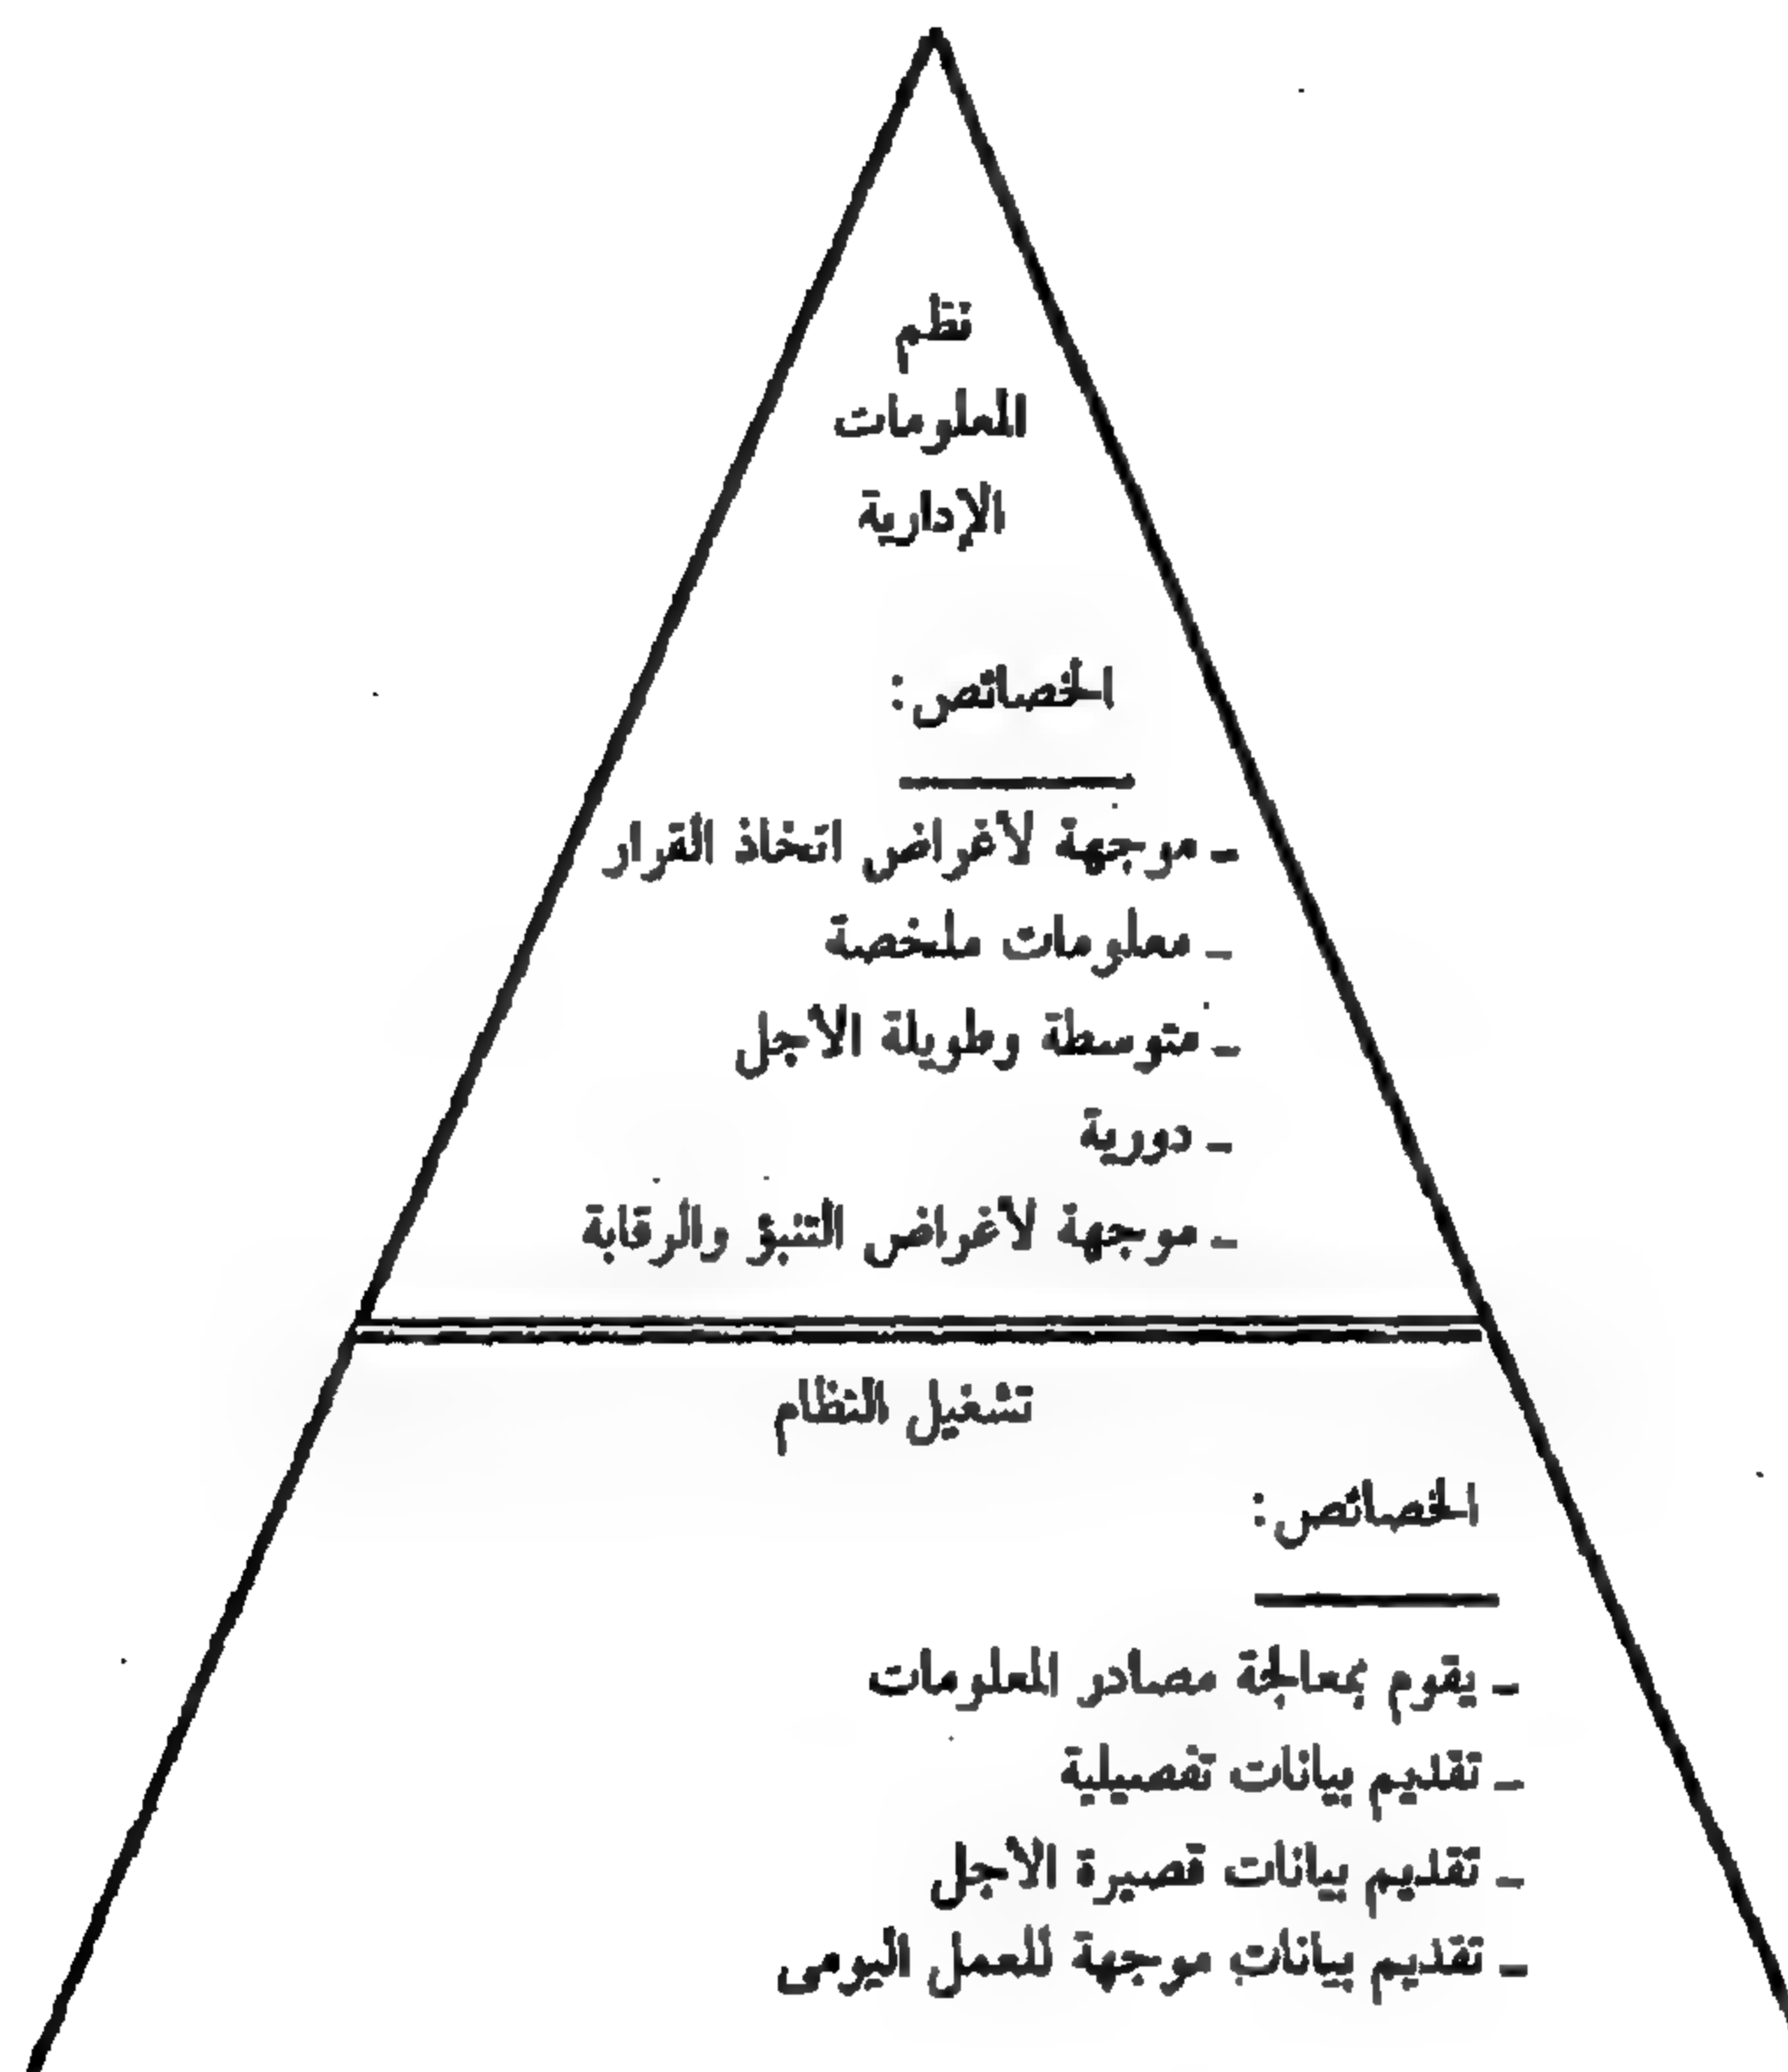 نظم
المعلومات
الإدارية
الخصائص:
ـ موجهة لأغراض اتخاذ القرار
ـ معلومات ملخصة
ـ متوسطة وطويلة الأجل
ـ دورية
ـ موجهة لأغراض التنبؤ والرقابة
تشغيل النظام
الخصائص:
ـ يقوم بمعالجة مصادر المعلومات
ـ تقديم بيانات تفصيلية
ـ تقديم بيانات قصيرة الأجل
ـ تقديم بيانات موجهة للعمل اليومى